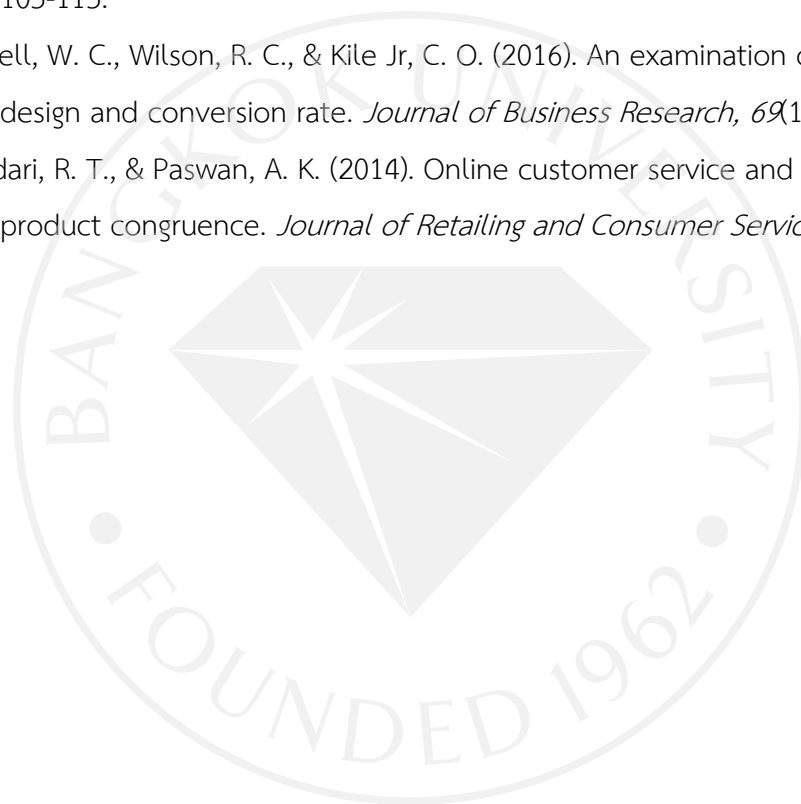 105-115.
ell, W. C., Wilson, R. C., & Kile Jr, C. O. (2016). An examination
design and conversion rate. Journal of Business Research, 69(1
dari, R. T., & Paswan, A. K. (2014). Online customer service and
product congruence. Journal of Retailing and Consumer Servic
BANGKOK UNIVERSITY
FOUNDED 1962